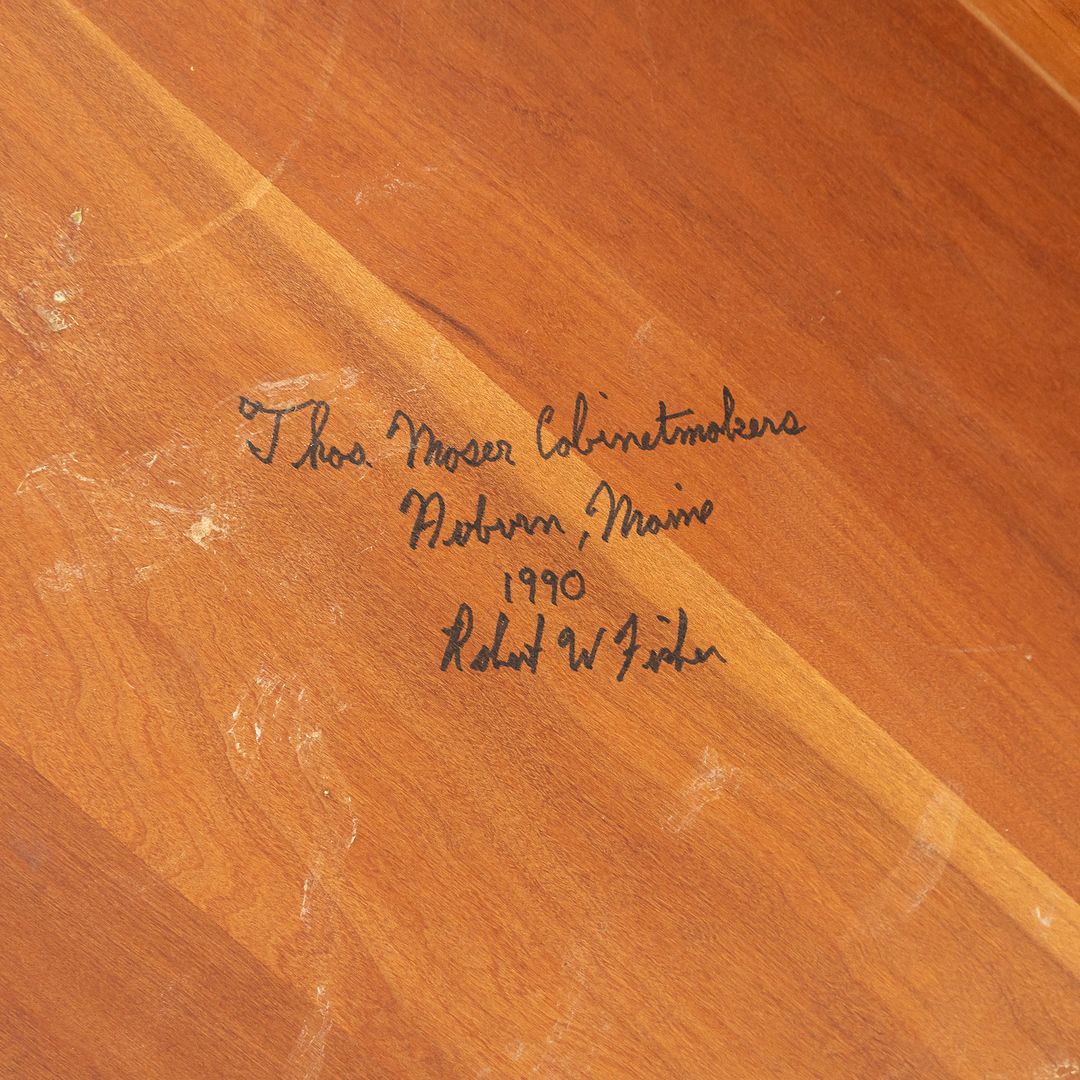 Thos. Moser Cabinetmakers
Auburn, Maine
1990
Robert W Fisher